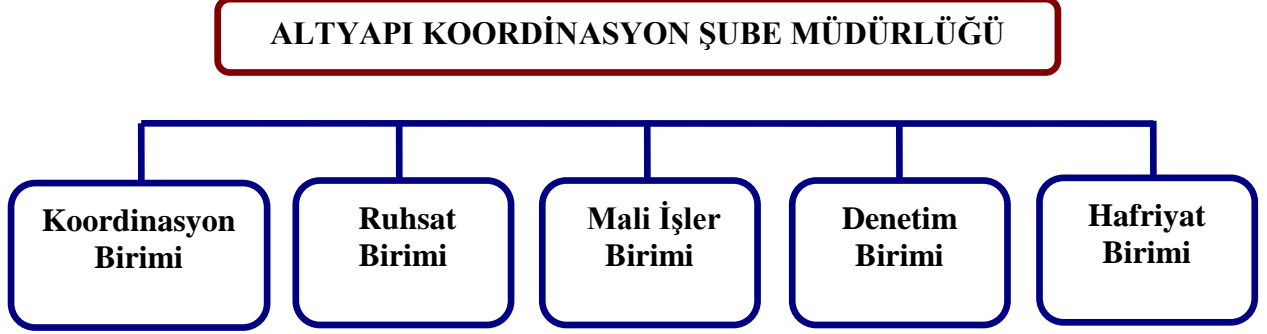 ALTYAPI KOORDİNASYON ŞUBE MÜDÜRLÜĞÜ
Koordinasyon
Birimi
Ruhsat
Birimi
Mali İşler
Birimi
Denetim
Birimi
Hafriyat
Birimi